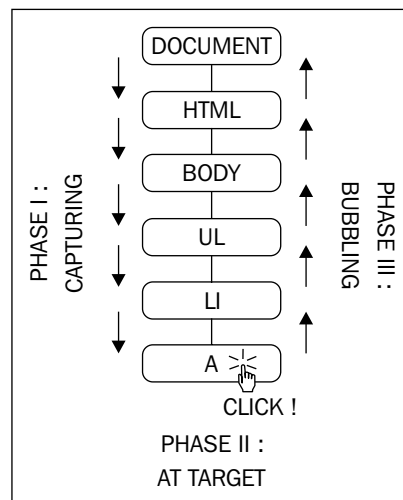 DOCUMENT
HTML
BODY
UL
LI
A
CLICK !
PHASE I :
CAPTURING
PHASE II :
AT TARGET
PHASE III :
BUBBLING